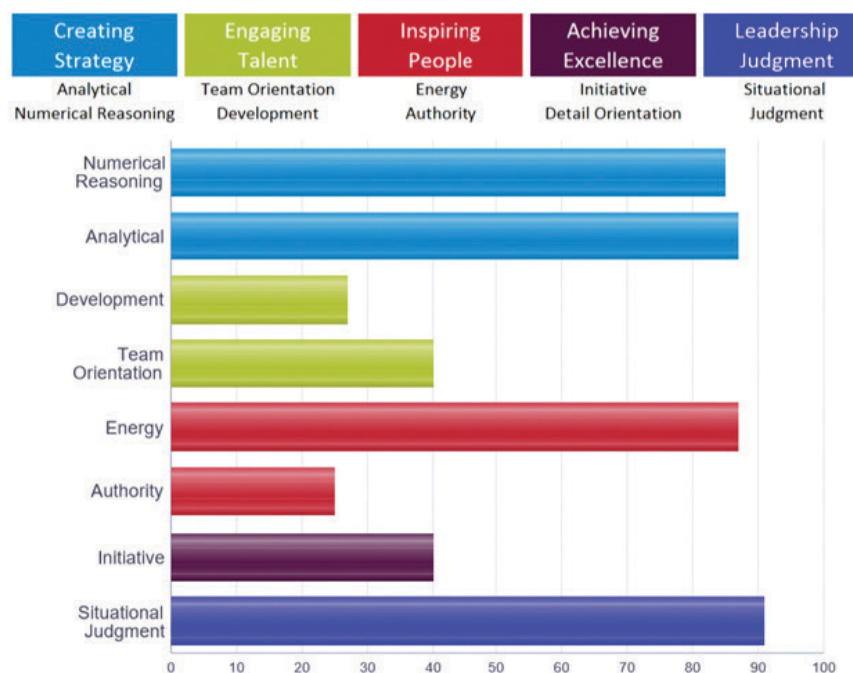 Creating
Strategy
Engaging
Talent
Inspiring
People
Achieving
Excellence
Leadership
Judgment
Analytical
Numerical Reasoning
Team Orientation
Development
Energy
Authority
Initiative
Detail Orientation
Situational
Judgment
Numerical
Reasoning
Analytical
Development
Team
Orientation
Energy
Authority
Initiative
Situational
Judgment
0 10 20 30 40 50 60 70 80 90 100